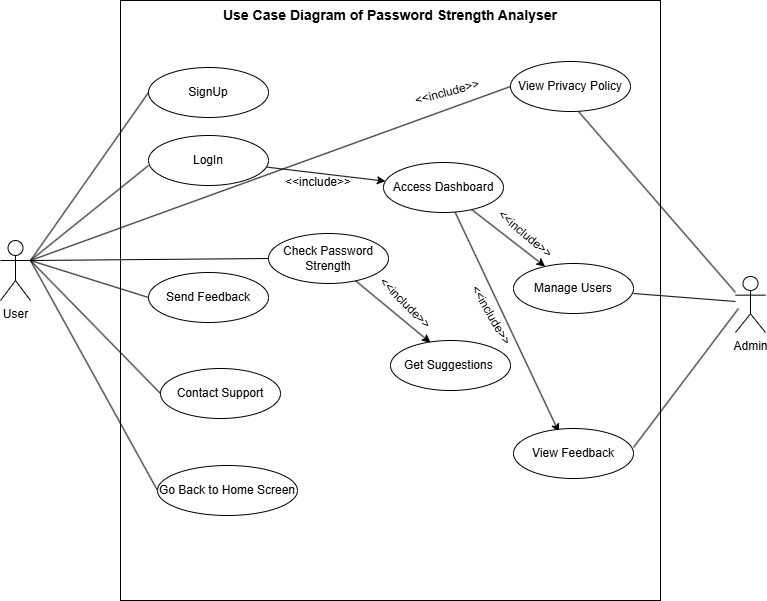 Use Case Diagram of Password Strength Analyser
SignUp
<<include>>
View Privacy Policy
LogIn
<<include>>
Access Dashboard
<<include>>
Check Password
Strength
User
Send Feedback
<<include>>
<<include>>
Manage Users
Admin
Get Suggestions
Contact Support
View Feedback
Go Back to Home Screen